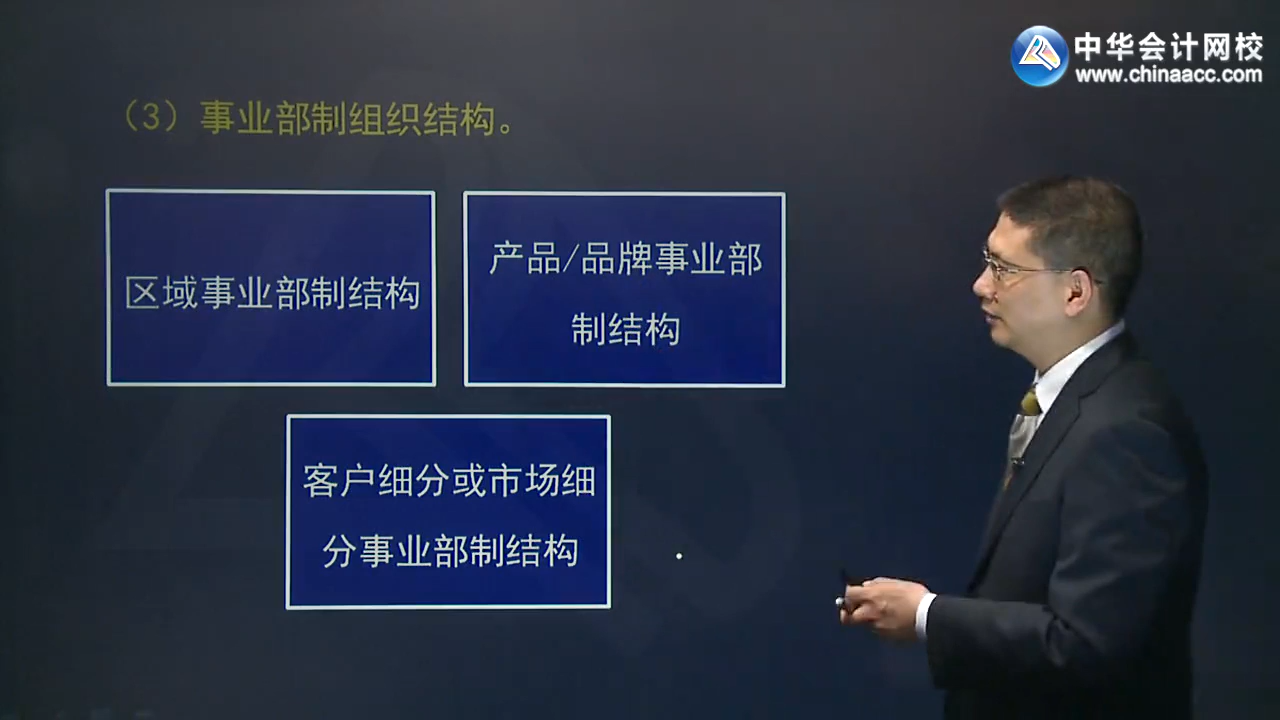 中华会计网校
www.chinaacc.com
（3）事业部制组织结构。
区域事业部制结构
产品/品牌事业部
制结构
客户细分或市场细
分事业部制结构